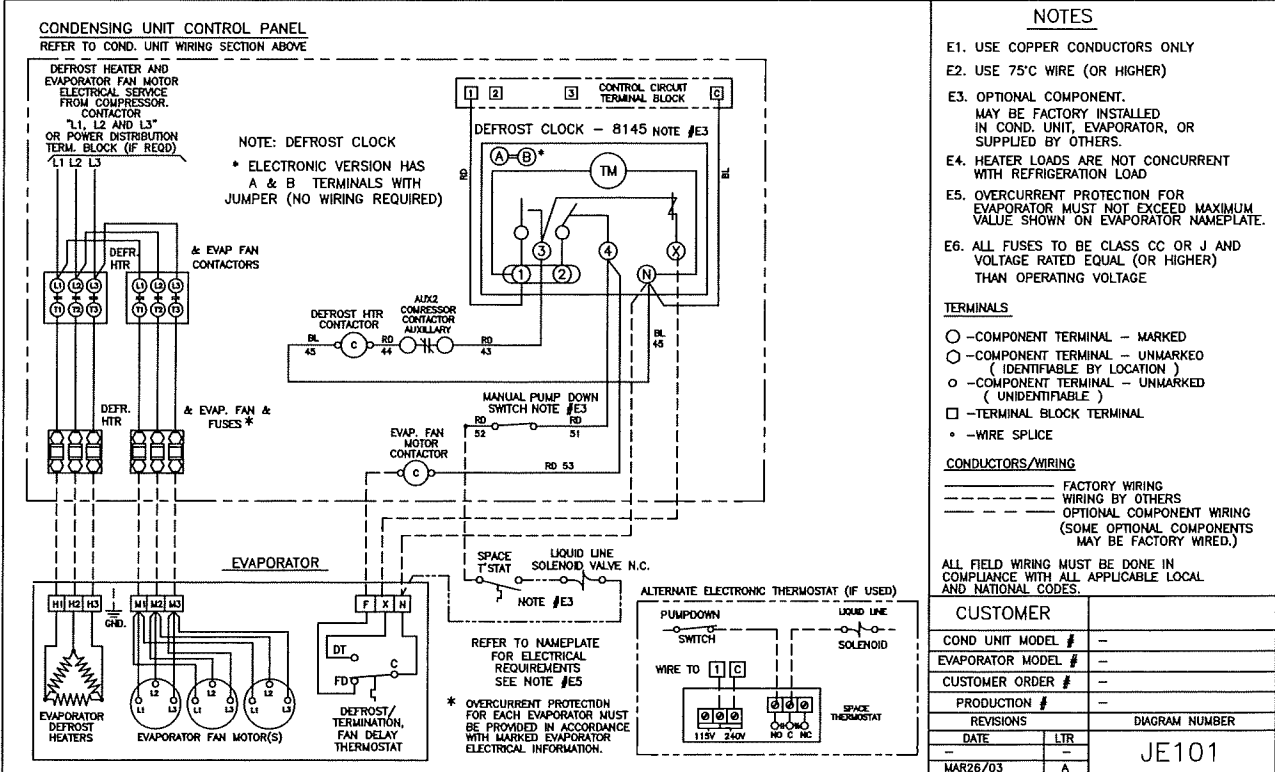 CONDENSING UNIT CONTROL PANEL
REFER TO COND. UNIT WIRING SECTION ABOVE
DEFROST HEATER AND
EVAPORATOR FAN MOTOR
ELECTRICAL SERVICE
FROM COMPRESSOR.
CONTACTOR
"L1, L2 AND L3"
OR POWER DISTRIBUTION
TERM. BLOCK (IF REQD)
L1 L2 L3
NOTE: DEFROST CLOCK
* ELECTRONIC VERSION HAS
A & B TERMINALS WITH
JUMPER (NO WIRING REQUIRED)
1 2 3 CONTROL CIRCUIT C
TERMINAL BLOCK
DEFROST CLOCK - 8145 NOTE #E3
A B *
TM
RD
BL
3 4 X
1 2 N
DEFR.
HTR
& EVAP FAN
CONTACTORS
L1 L2 L3 L1 L2 L3
T1 T2 T3 T1 T2 T3
DEFROST HTR
CONTACTOR
AUX2
COMRESSOR
CONTACTOR
AUXILLARY
BL
45
C
RD
44
RD
43
BL
45
DEFR.
HTR
& EVAP. FAN &
FUSES *
MANUAL PUMP DOWN
SWITCH NOTE #E3
RD
52
RD
51
EVAP. FAN
MOTOR
CONTACTOR
C
RD 53
EVAPORATOR
H1 H2 H3
GND.
M1 M2 M3
F X N
DT
C
FD
L2 L2 L2
L1 L3 L1 L3 L1 L3
EVAPORATOR
DEFROST
HEATERS
EVAPORATOR FAN MOTOR(S)
DEFROST/
TERMINATION,
FAN DELAY
THERMOSTAT
SPACE
T'STAT
LIQUID LINE
SOLENOID VALVE N.C.
NOTE #E3
REFER TO NAMEPLATE
FOR ELECTRICAL
REQUIREMENTS
SEE NOTE #E5
* OVERCURRENT PROTECTION
FOR EACH EVAPORATOR MUST
BE PROVIDED IN ACCORDANCE
WITH MARKED EVAPORATOR
ELECTRICAL INFORMATION.
ALTERNATE ELECTRONIC THERMOSTAT (IF USED)
PUMPDOWN
SWITCH
LIQUID LINE
SOLENOID
WIRE TO 1 C
115V 240V
NO C NC
SPACE
THERMOSTAT
NOTES
E1. USE COPPER CONDUCTORS ONLY
E2. USE 75°C WIRE (OR HIGHER)
E3. OPTIONAL COMPONENT.
MAY BE FACTORY INSTALLED
IN COND. UNIT, EVAPORATOR, OR
SUPPLIED BY OTHERS.
E4. HEATER LOADS ARE NOT CONCURRENT
WITH REFRIGERATION LOAD
E5. OVERCURRENT PROTECTION FOR
EVAPORATOR MUST NOT EXCEED MAXIMUM
VALUE SHOWN ON EVAPORATOR NAMEPLATE.
E6. ALL FUSES TO BE CLASS CC OR J AND
VOLTAGE RATED EQUAL (OR HIGHER)
THAN OPERATING VOLTAGE
TERMINALS
-COMPONENT TERMINAL - MARKED
-COMPONENT TERMINAL - UNMARKED
( IDENTIFIABLE BY LOCATION )
-COMPONENT TERMINAL - UNMARKED
( UNIDENTIFIABLE )
-TERMINAL BLOCK TERMINAL
-WIRE SPLICE
CONDUCTORS/WIRING
FACTORY WIRING
WIRING BY OTHERS
OPTIONAL COMPONENT WIRING
(SOME OPTIONAL COMPONENTS
MAY BE FACTORY WIRED.)
ALL FIELD WIRING MUST BE DONE IN
COMPLIANCE WITH ALL APPLICABLE LOCAL
AND NATIONAL CODES.
CUSTOMER
COND UNIT MODEL # -
EVAPORATOR MODEL # -
CUSTOMER ORDER # -
PRODUCTION # -
REVISIONS DIAGRAM NUMBER
DATE LTR
- -
MAR26/03 A
JE101